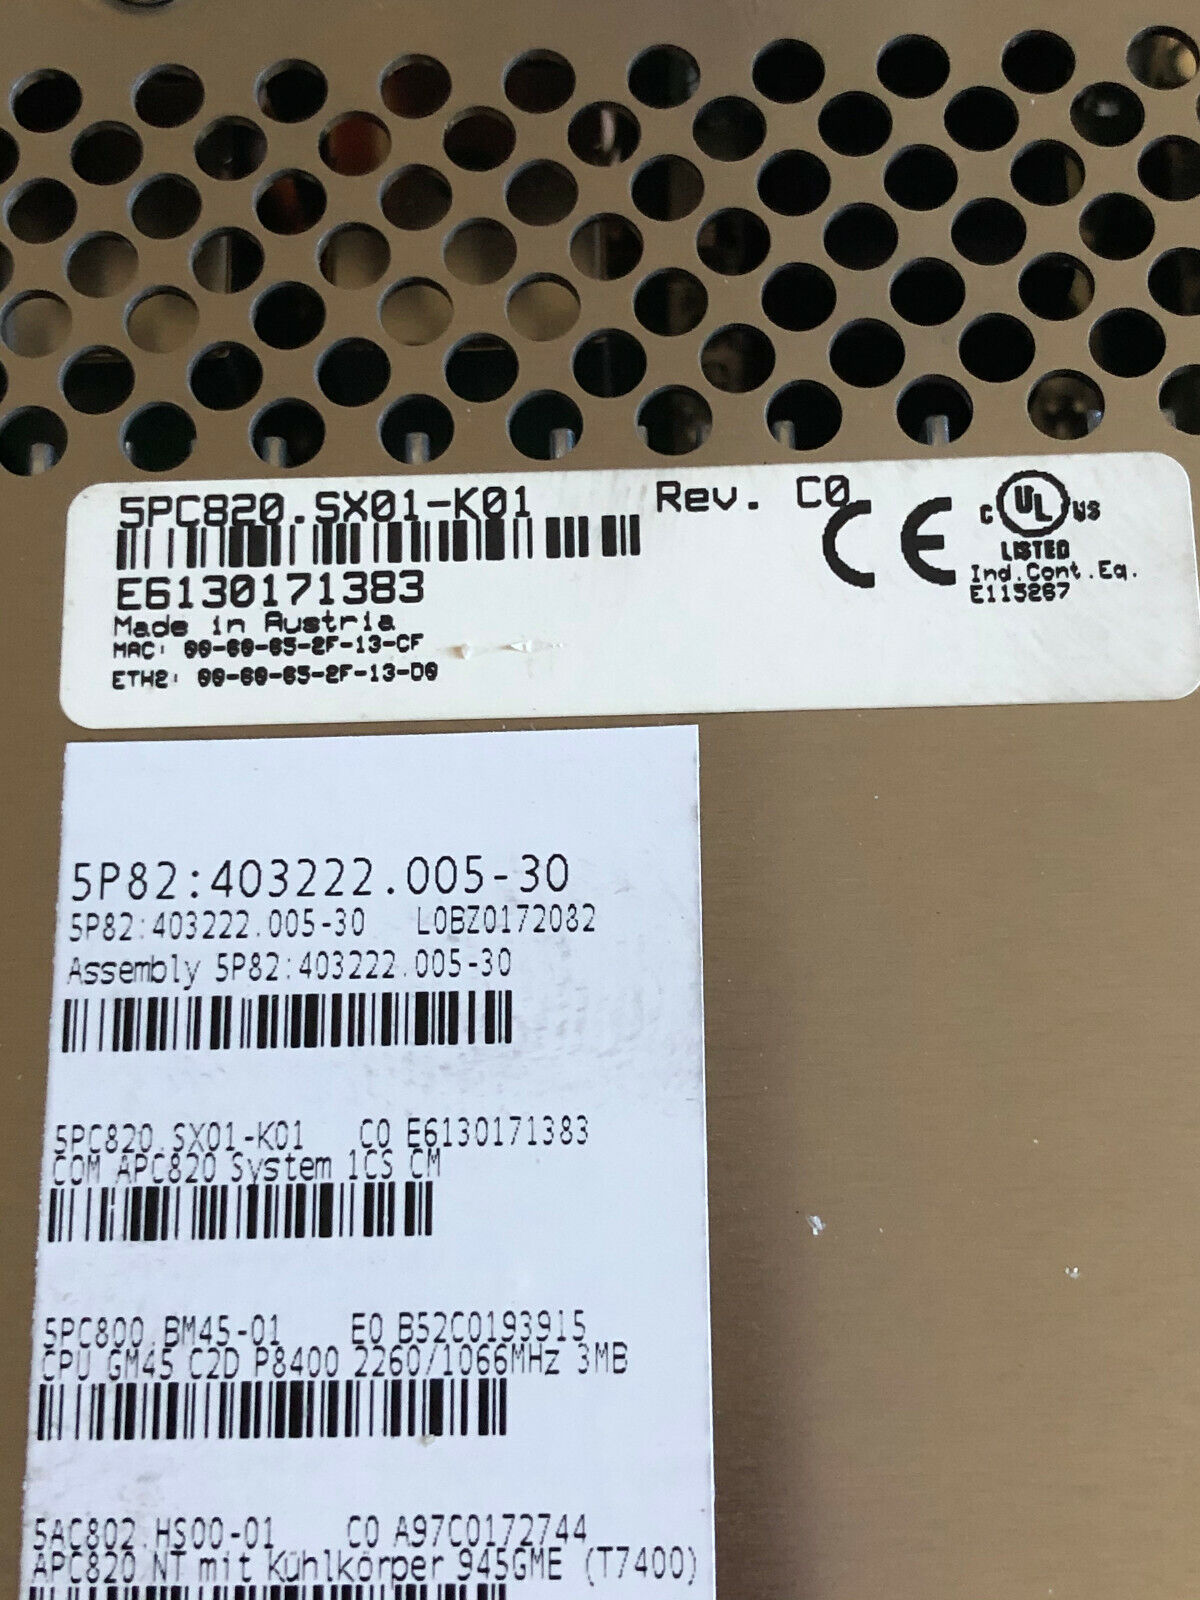 5PC820.SX01-K01 Rev. C0
E6130171383
Made in Austria
MAC: 00-60-65-2F-13-CF
ETH2: 00-60-65-2F-13-D0
CE
C UL US
LISTED
Ind.Cont.Eq.
E115267
5P82:403222.005-30
5P82:403222.005-30 L0BZ0172082
Assembly 5P82:403222.005-30
5PC820.SX01-K01 C0 E6130171383
COM APC820 System 1CS CM
5PC800.BM45-01 E0 B52C0193915
CPU GM45 C2D P8400 2260/1066MHz 3MB
5AC802.HS00-01 C0 A97C0172744
APC820 NT mit Kühlkörper 945GME (T7400)